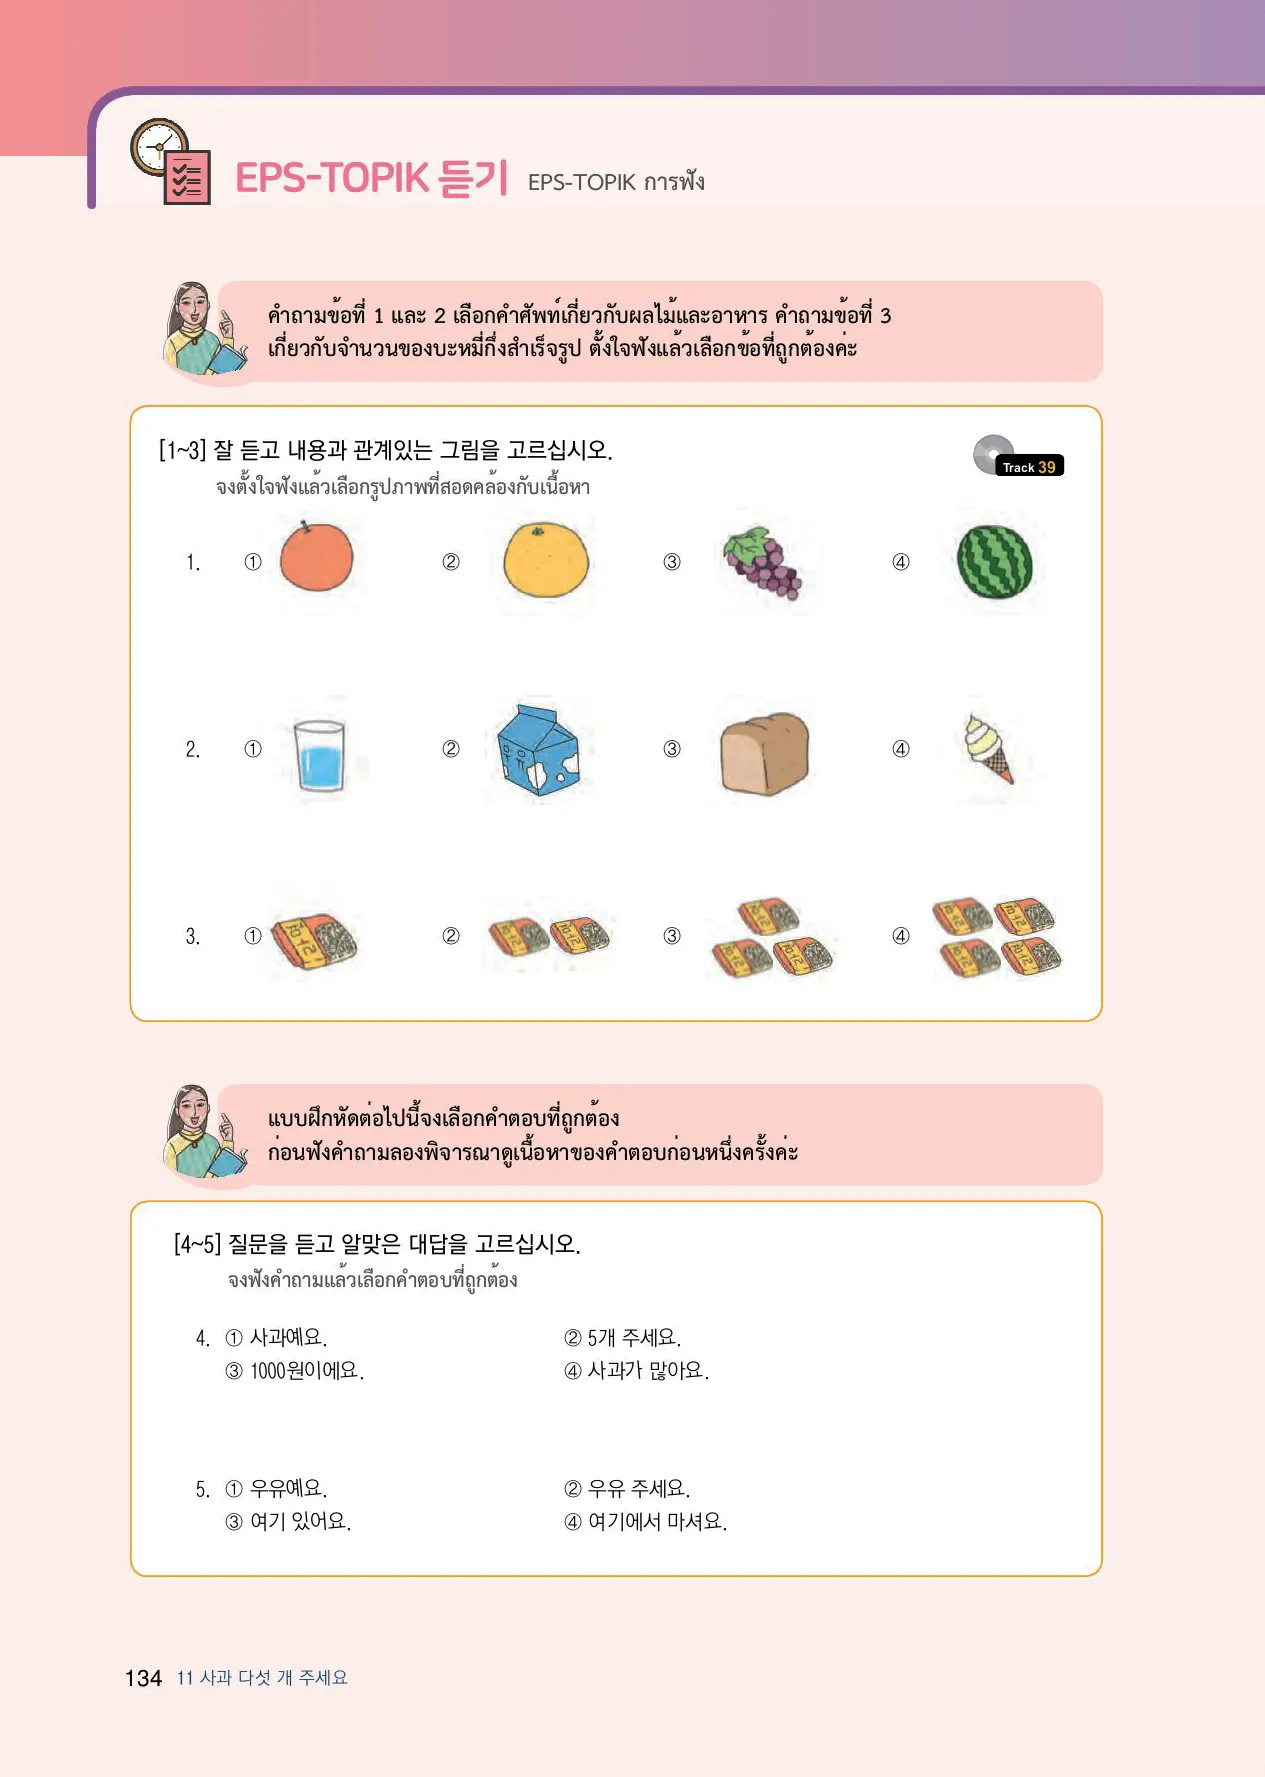 EPS-TOPIK 듣기 EPS-TOPIK การฟัง
คำถามข้อที่ 1 และ 2 เลือกคำศัพท์เกี่ยวกับผลไม้และอาหาร คำถามข้อที่ 3
เกี่ยวกับจำนวนของบะหมี่กึ่งสำเร็จรูป ตั้งใจฟังแล้วเลือกข้อที่ถูกต้องค่ะ
[1~3] 잘 듣고 내용과 관계있는 그림을 고르십시오.
Track 39
จงตั้งใจฟังแล้วเลือกรูปภาพที่สอดคล้องกับเนื้อหา
1. ① ② ③ ④
2. ① ② ③ ④
우유
3. ① ② ③ ④
แบบฝึกหัดต่อไปนี้จงเลือกคำตอบที่ถูกต้อง
ก่อนฟังคำถามลองพิจารณาดูเนื้อหาของคำตอบก่อนหนึ่งครั้งค่ะ
[4~5] 질문을 듣고 알맞은 대답을 고르십시오.
จงฟังคำถามแล้วเลือกคำตอบที่ถูกต้อง
4. ① 사과예요. ② 5개 주세요.
③ 1000원이에요. ④ 사과가 많아요.
5. ① 우유예요. ② 우유 주세요.
③ 여기 있어요. ④ 여기에서 마셔요.
134 11 사과 다섯 개 주세요